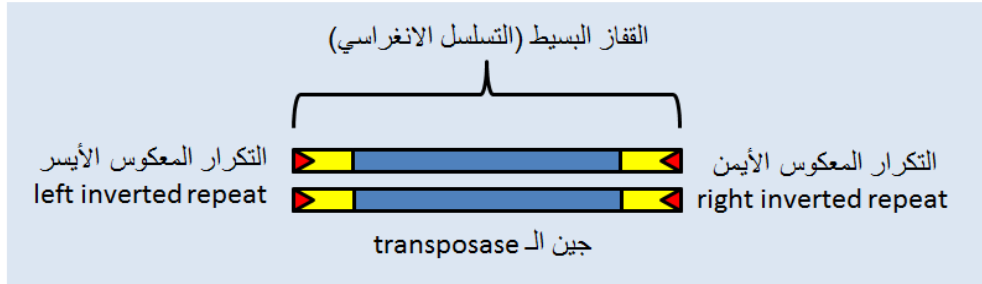 القفاز البسيط (التسلسل الانغراسي)
التكرار المعكوس الأيسر
left inverted repeat
التكرار المعكوس الأيمن
right inverted repeat
جين الـ transposase